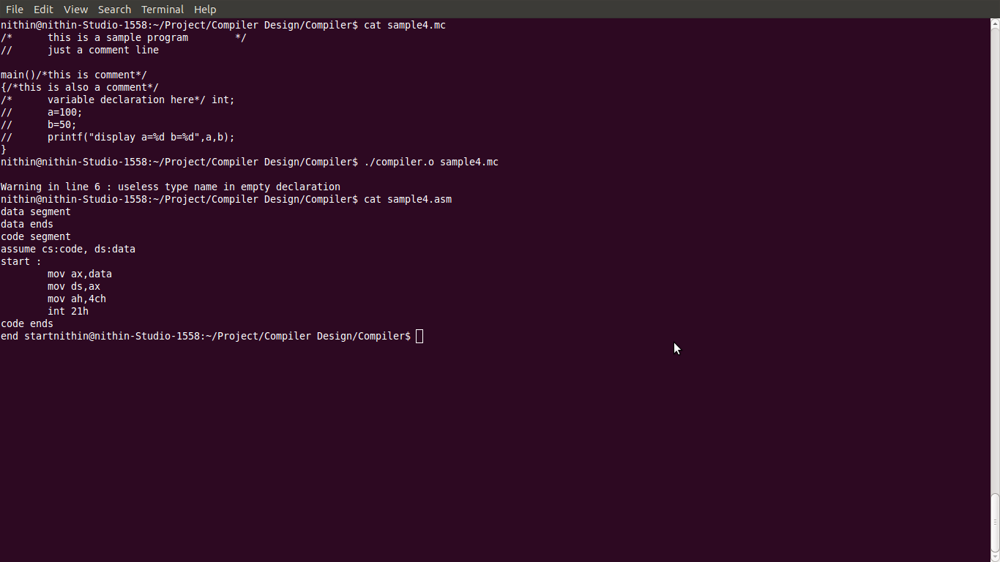 File Edit View Search Terminal Help
nithin@nithin-Studio-1558:~/Project/Compiler Design/Compiler$ cat sample4.mc
/*      this is a sample program        */
//      just a comment line

main()/*this is comment*/
{/*this is also a comment*/
/*      variable declaration here*/ int;
//      a=100;
//      b=50;
//      printf("display a=%d b=%d",a,b);
}
nithin@nithin-Studio-1558:~/Project/Compiler Design/Compiler$ ./compiler.o sample4.mc

Warning in line 6 : useless type name in empty declaration
nithin@nithin-Studio-1558:~/Project/Compiler Design/Compiler$ cat sample4.asm
data segment
data ends
code segment
assume cs:code, ds:data
start :
        mov ax,data
        mov ds,ax
        mov ah,4ch
        int 21h
code ends
end startnithin@nithin-Studio-1558:~/Project/Compiler Design/Compiler$